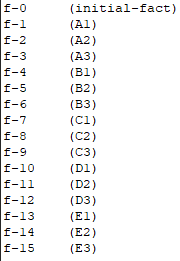 f-0 (initial-fact)
f-1 (A1)
f-2 (A2)
f-3 (A3)
f-4 (B1)
f-5 (B2)
f-6 (B3)
f-7 (C1)
f-8 (C2)
f-9 (C3)
f-10 (D1)
f-11 (D2)
f-12 (D3)
f-13 (E1)
f-14 (E2)
f-15 (E3)